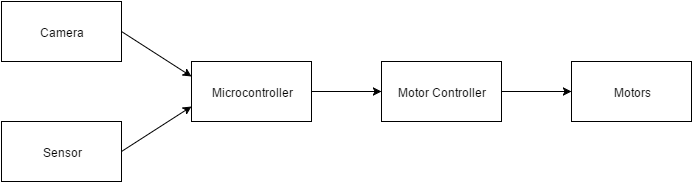 Camera
Sensor
Microcontroller
Motor Controller
Motors